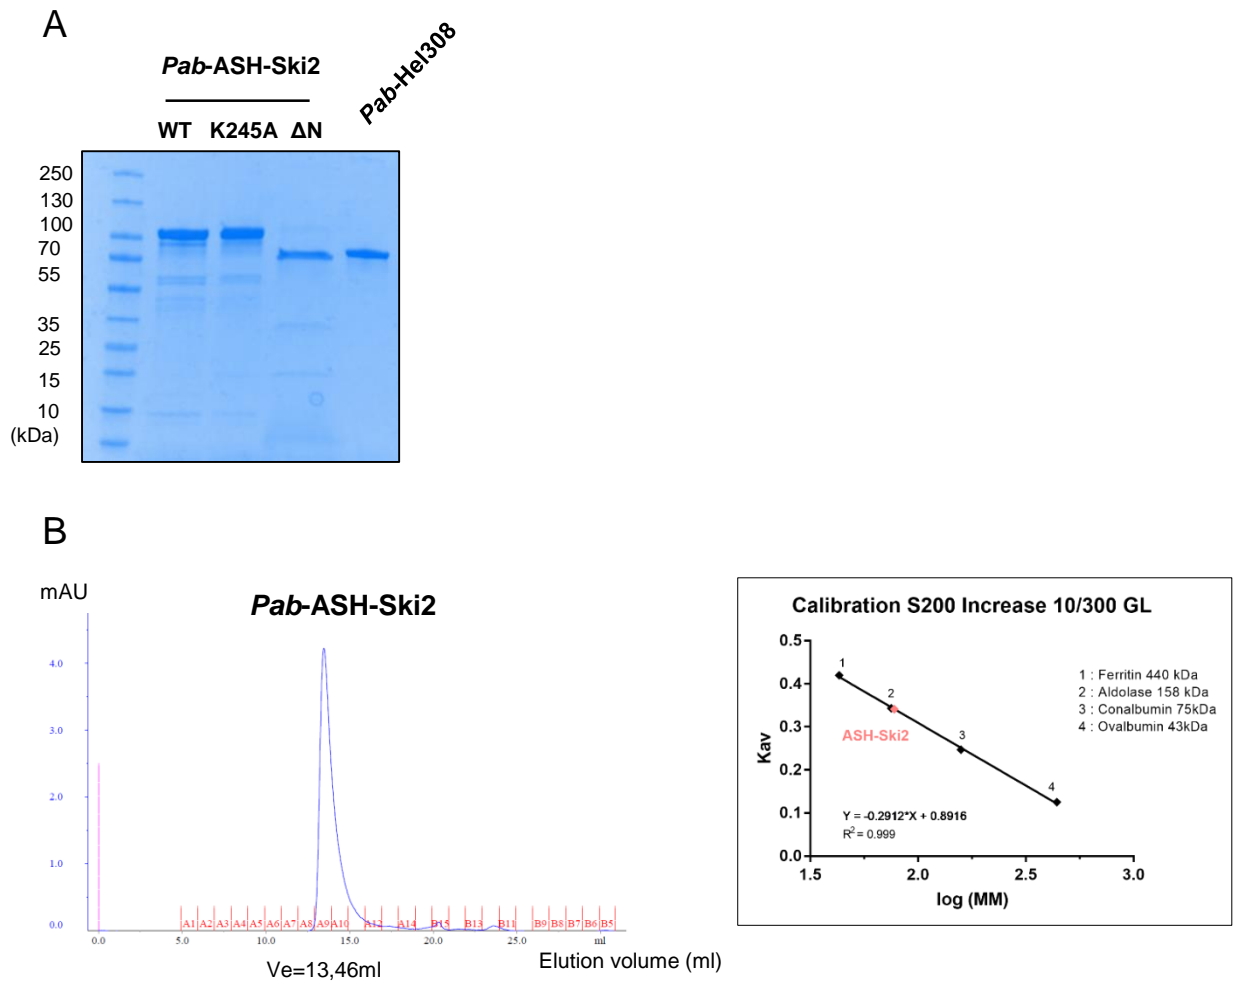 A
Pab-ASH-Ski2
Pab-Hel308
WT K245A ΔN
250
130
100
70
55
35
25
15
10
(kDa)
B
mAU
Pab-ASH-Ski2
4.0
3.0
2.0
1.0
0.0
A1 A2 A3 A4 A5 A6 A7 A8 A9 A10 A12 A14 B15 B13 B11 B9 B8 B7 B6 B5
0.0 5.0 10.0 15.0 20.0 25.0 ml
Ve=13,46ml
Elution volume (ml)
Calibration S200 Increase 10/300 GL
0.5
0.4
0.3
0.2
0.1
0.0
Kav
1
2
3
4
ASH-Ski2
1 : Ferritin 440 kDa
2 : Aldolase 158 kDa
3 : Conalbumin 75kDa
4 : Ovalbumin 43kDa
Y = -0.2912*X + 0.8916
R2 = 0.999
1.5 2.0 2.5 3.0
log (MM)